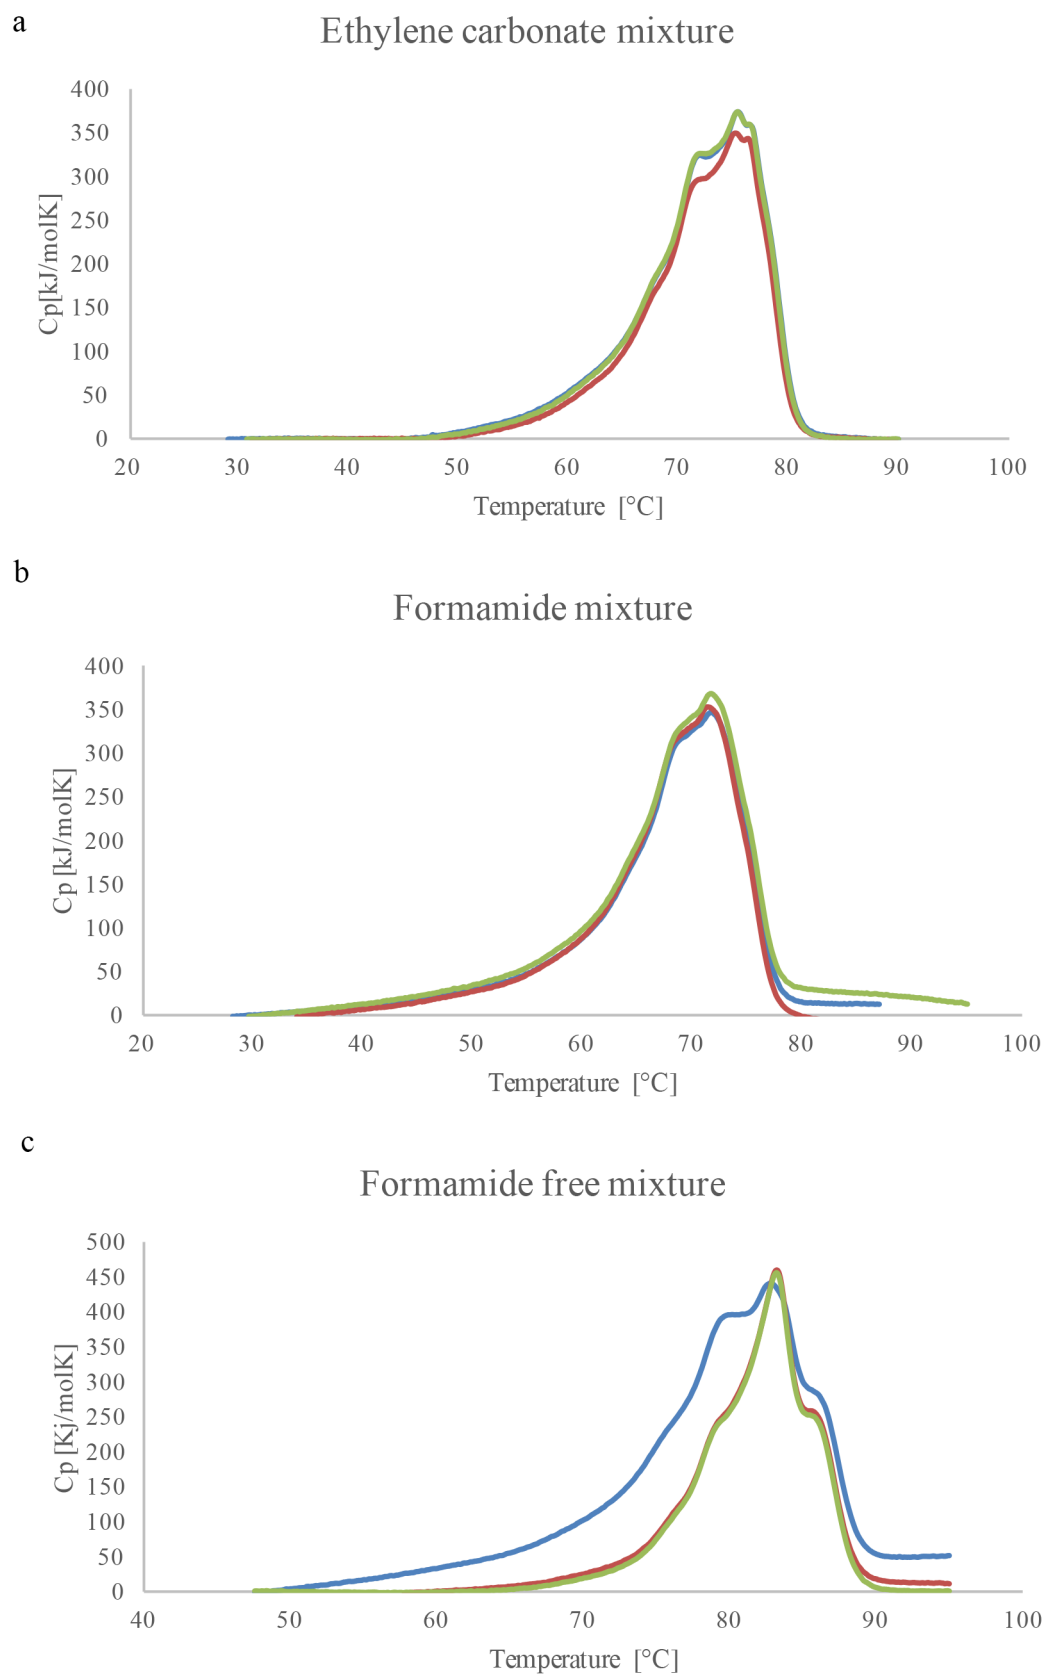 a
Ethylene carbonate mixture
400
350
300
250
200
150
100
50
0
Cp[kJ/molK]
20 30 40 50 60 70 80 90 100
Temperature [°C]
b
Formamide mixture
400
350
300
250
200
150
100
50
0
Cp [kJ/molK]
20 30 40 50 60 70 80 90 100
Temperature [°C]
c
Formamide free mixture
500
450
400
350
300
250
200
150
100
50
0
Cp [Kj/molK]
40 50 60 70 80 90 100
Temperature [°C]